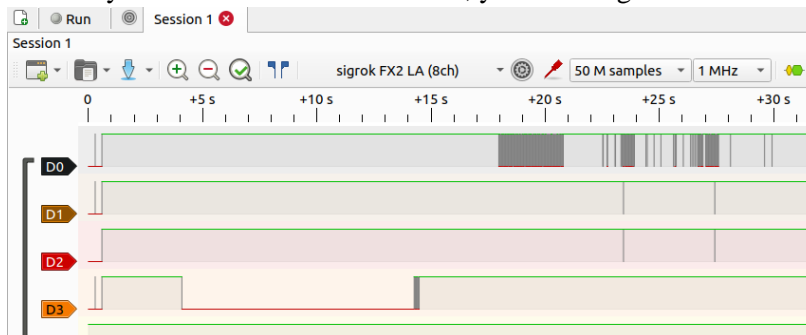 Run Session 1
Session 1
sigrok FX2 LA (8ch) 50 M samples 1 MHz
0 +5 s +10 s +15 s +20 s +25 s +30 s
D0
D1
D2
D3